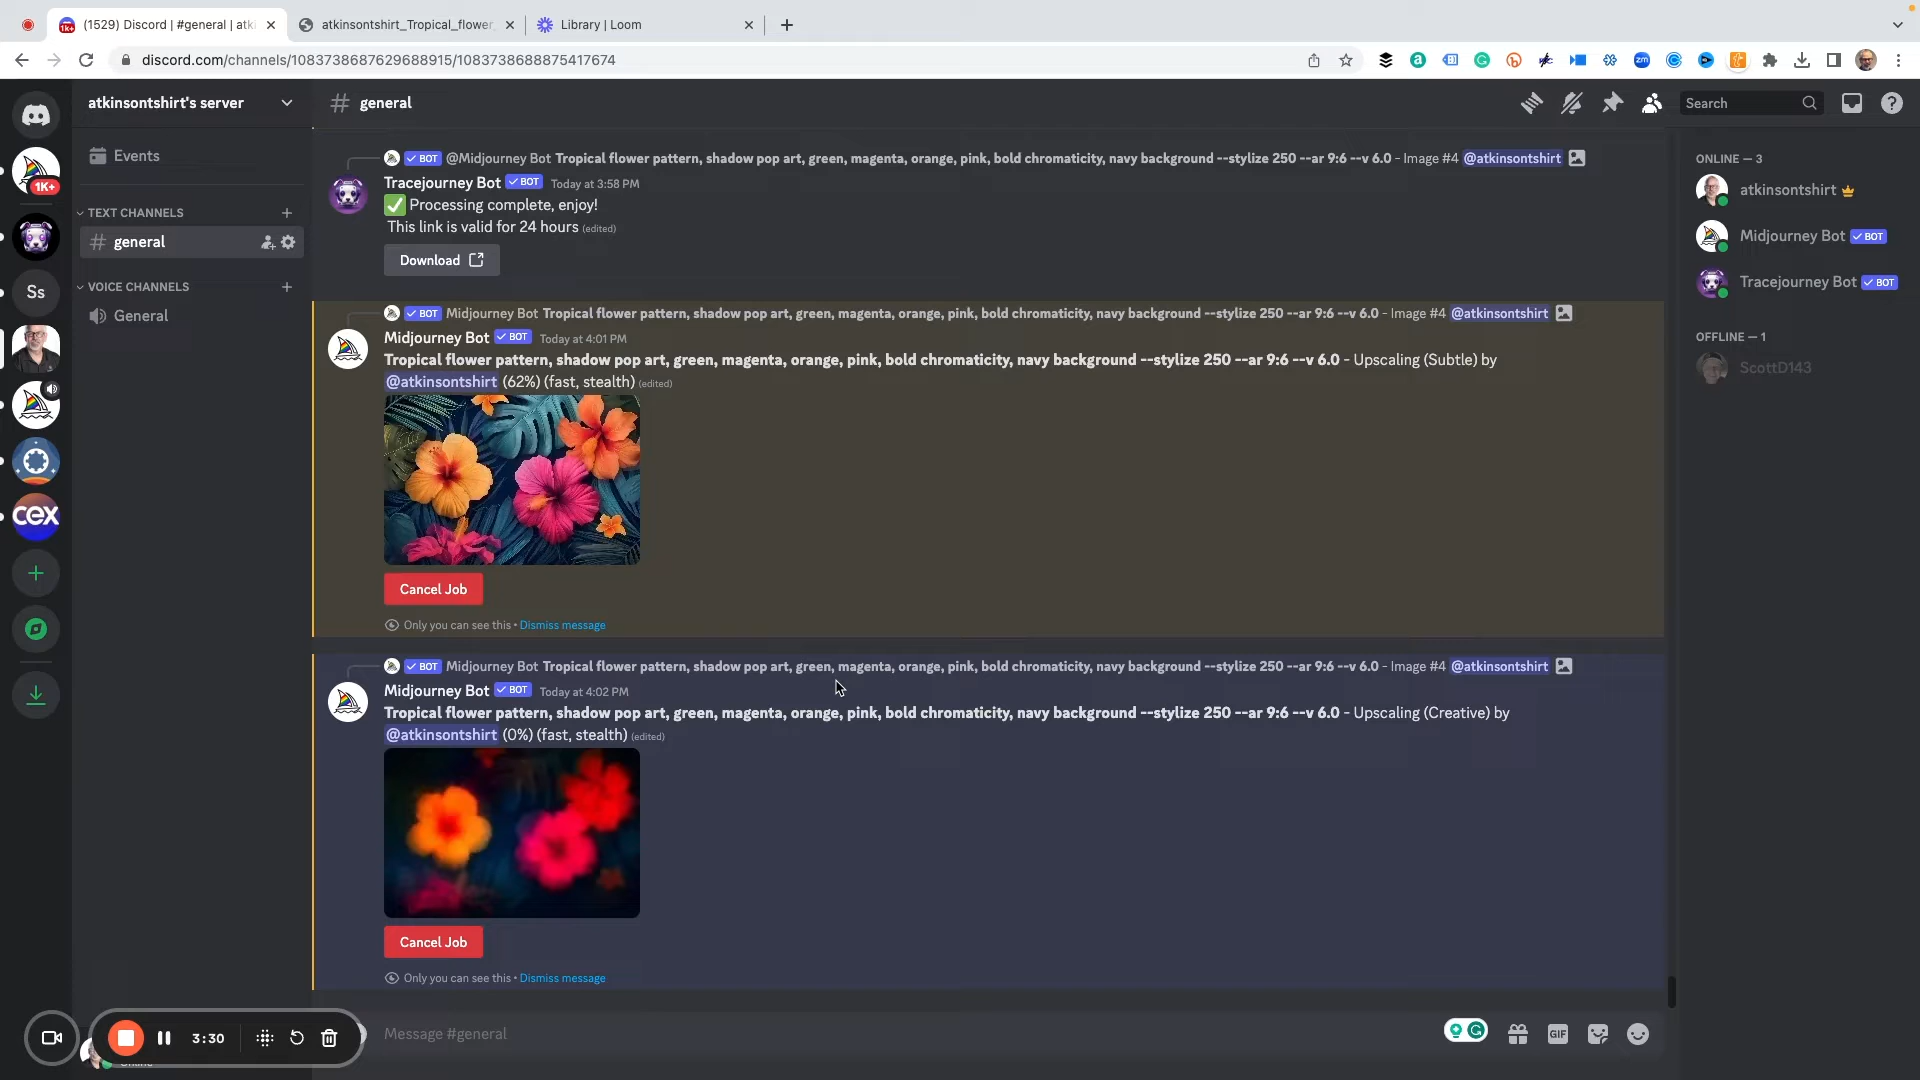 (1529) Discord | #general | atki
atkinsontshirt_Tropical_flower_
Library | Loom
discord.com/channels/1083738687629688915/1083738688875417674
atkinsontshirt's server
general
Search
1K+
Events
TEXT CHANNELS
general
VOICE CHANNELS
General
Ss
cex
BOT @Midjourney Bot Tropical flower pattern, shadow pop art, green, magenta, orange, pink, bold chromaticity, navy background --stylize 250 --ar 9:6 --v 6.0 - Image #4 @atkinsontshirt
Tracejourney Bot BOT Today at 3:58 PM
Processing complete, enjoy!
This link is valid for 24 hours (edited)
Download
BOT Midjourney Bot Tropical flower pattern, shadow pop art, green, magenta, orange, pink, bold chromaticity, navy background --stylize 250 --ar 9:6 --v 6.0 - Image #4 @atkinsontshirt
Midjourney Bot BOT Today at 4:01 PM
Tropical flower pattern, shadow pop art, green, magenta, orange, pink, bold chromaticity, navy background --stylize 250 --ar 9:6 --v 6.0 - Upscaling (Subtle) by
@atkinsontshirt (62%) (fast, stealth) (edited)
Cancel Job
Only you can see this • Dismiss message
BOT Midjourney Bot Tropical flower pattern, shadow pop art, green, magenta, orange, pink, bold chromaticity, navy background --stylize 250 --ar 9:6 --v 6.0 - Image #4 @atkinsontshirt
Midjourney Bot BOT Today at 4:02 PM
Tropical flower pattern, shadow pop art, green, magenta, orange, pink, bold chromaticity, navy background --stylize 250 --ar 9:6 --v 6.0 - Upscaling (Creative) by
@atkinsontshirt (0%) (fast, stealth) (edited)
Cancel Job
Only you can see this • Dismiss message
Message #general
GIF
3:30
ONLINE — 3
atkinsontshirt
Midjourney Bot BOT
Tracejourney Bot BOT
OFFLINE — 1
ScottD143